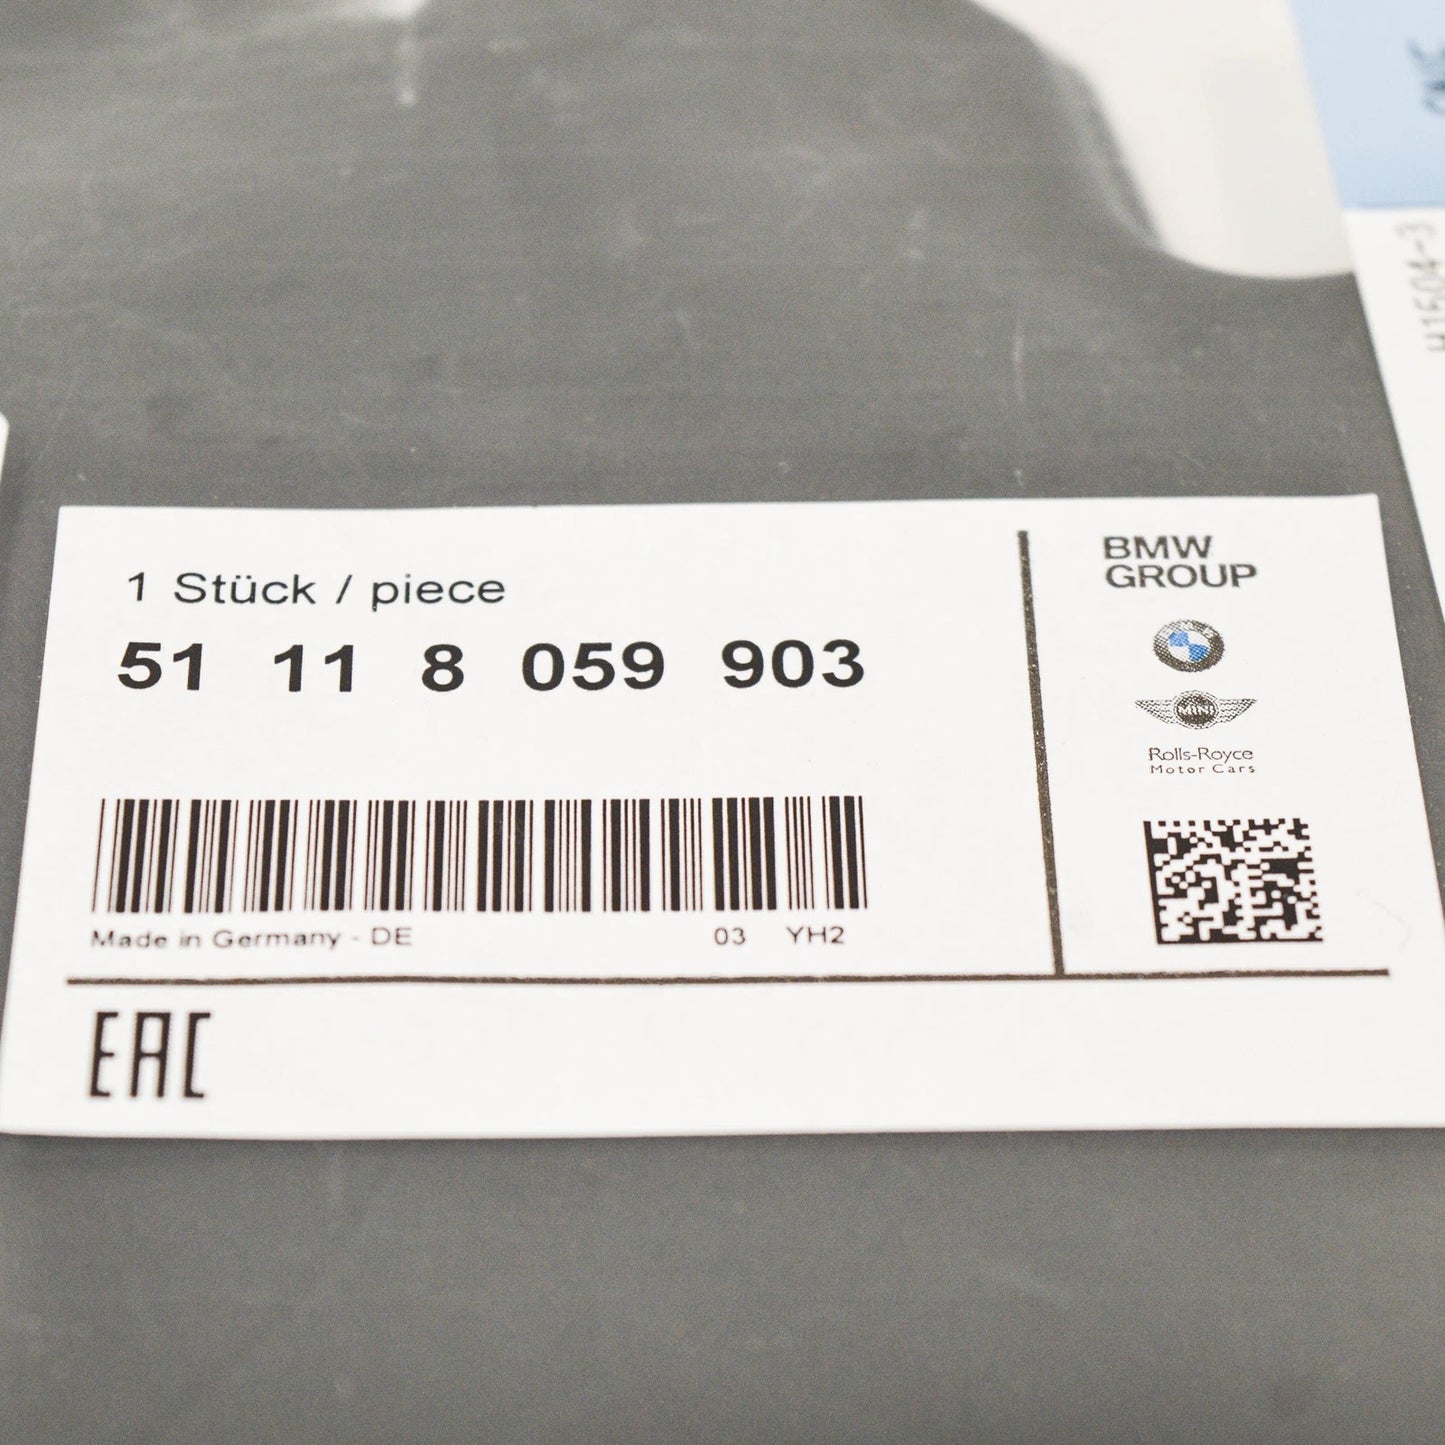 1 Stück / piece
51 11 8 059 903
Made in Germany - DE 03 YH2
EAC
BMW
GROUP
MINI
Rolls-Royce
Motor Cars